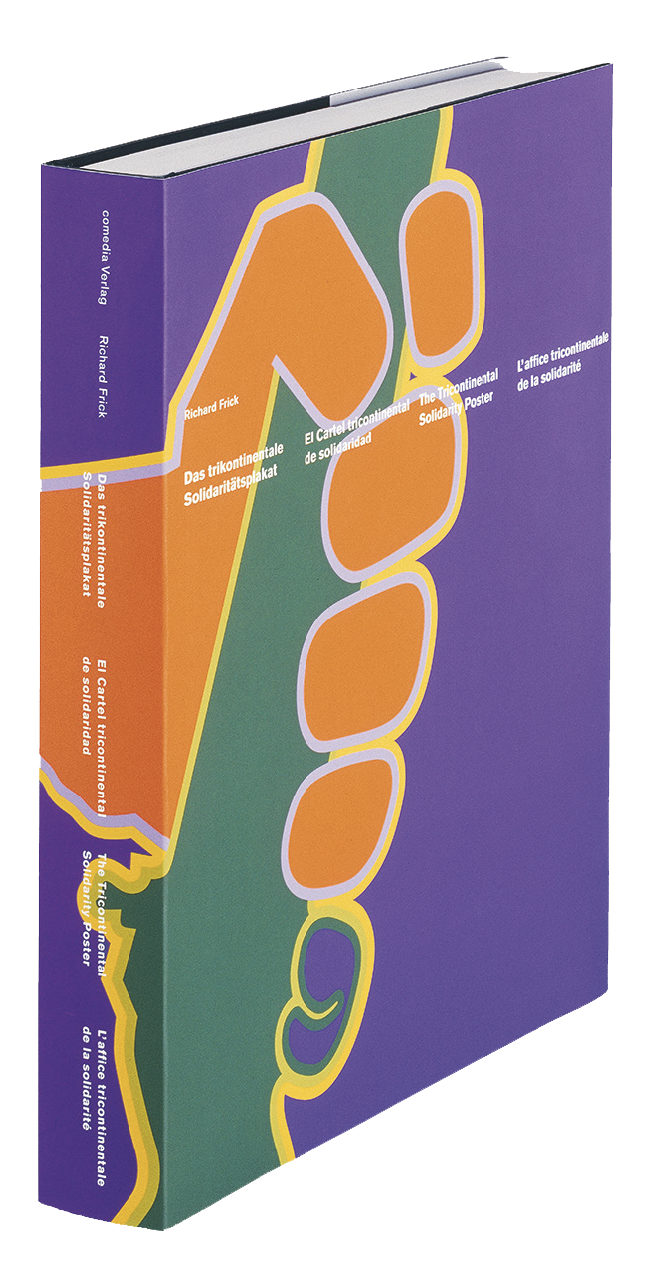 comedia Verlag
Richard Frick
Das trikontinentale
Solidaritätsplakat
El Cartel tricontinental
de solidaridad
The Tricontinental
Solidarity Poster
L'affice tricontinentale
de la solidarité
Richard Frick
Das trikontinentale
Solidaritätsplakat
El Cartel tricontinental
de solidaridad
The Tricontinental
Solidarity Poster
L'affice tricontinentale
de la solidarité